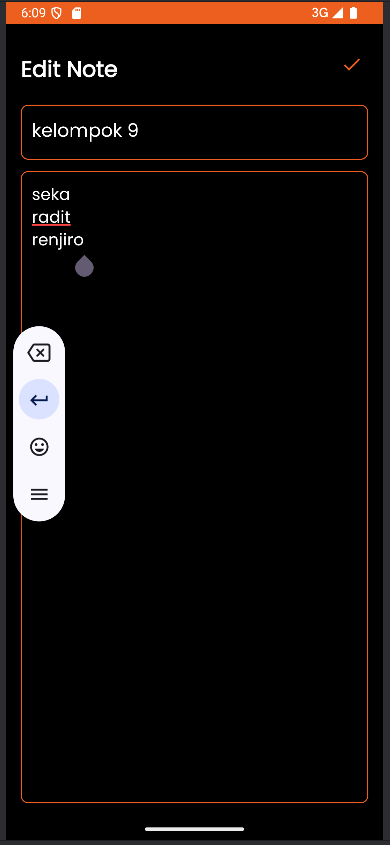 6:09
3G
Edit Note
kelompok 9
seka
radit
renjiro